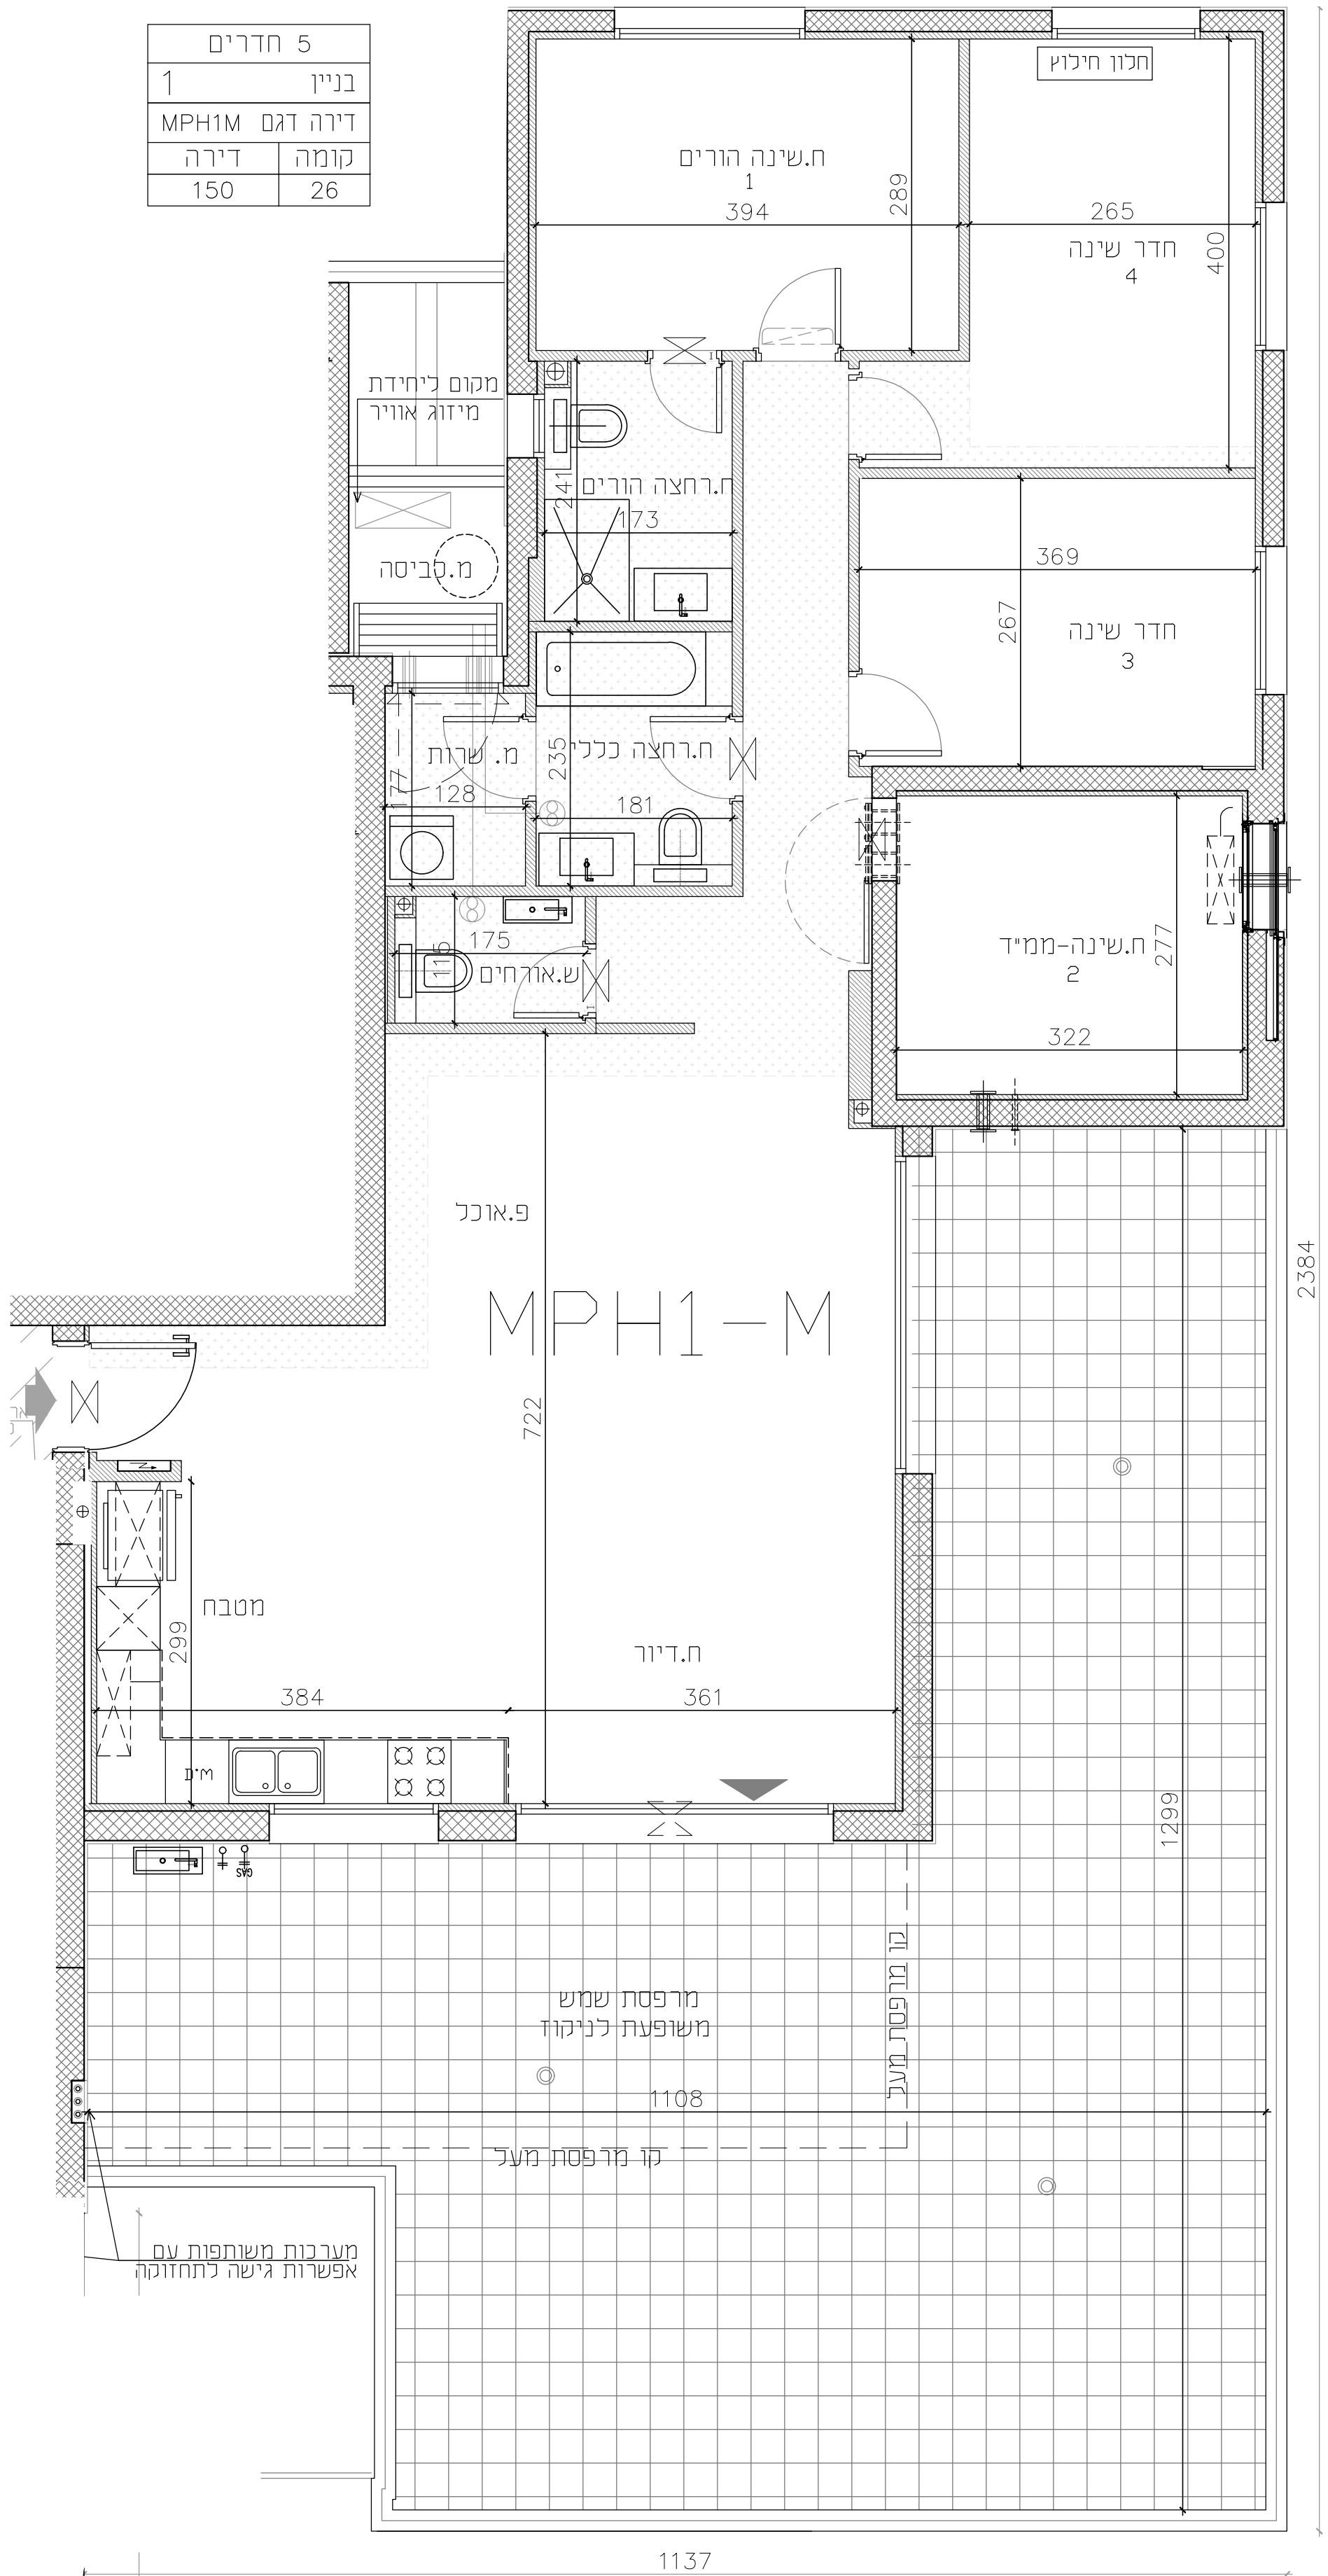 5 חדרים
בניין 1
דירה דגם MPH1M
קומה דירה
26 150
חלון חילוץ
ח.שינה הורים
1
394
289
265
חדר שינה
4
400
מקום ליחידת
מיזוג אוויר
ח.רחצה הורים
241
173
מ.כביסה
369
267
חדר שינה
3
מ. שרות
177
128
ח.רחצה כללי
235
181
ח.שינה-ממ"ד
2
277
322
175
115
ש.אורחים
פ.אוכל
MPH1-M
2384
722
מטבח
299
ח.דיור
384
361
מ.כ
1299
GAS
מרפסת שמש
משופעת לניקוז
קו מרפסת מעל
1108
קו מרפסת מעל
מערכות משותפות עם
אפשרות גישה לתחזוקה
1137